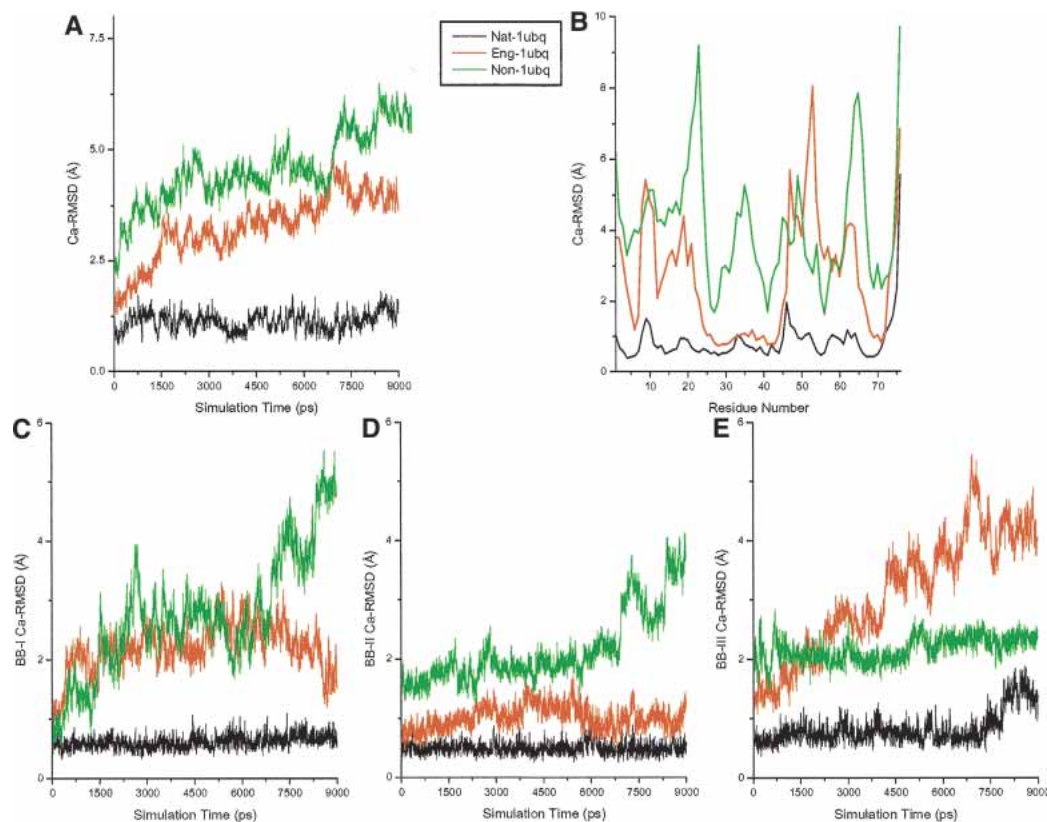 A
7.5
5.0
2.5
0.0
Ca-RMSD (Å)
0 1500 3000 4500 6000 7500 9000
Simulation Time (ps)
Nat-1ubq
Eng-1ubq
Non-1ubq
B
10
8
6
4
2
0
Ca-RMSD (Å)
10 20 30 40 50 60 70
Residue Number
C
6
4
2
0
BB-I Ca-RMSD (Å)
0 1500 3000 4500 6000 7500 9000
Simulation Time (ps)
D
6
4
2
0
BB-II Ca-RMSD (Å)
0 1500 3000 4500 6000 7500 9000
Simulation Time (ps)
E
6
4
2
0
BB-III Ca-RMSD (Å)
0 1500 3000 4500 6000 7500 9000
Simulation Time (ps)